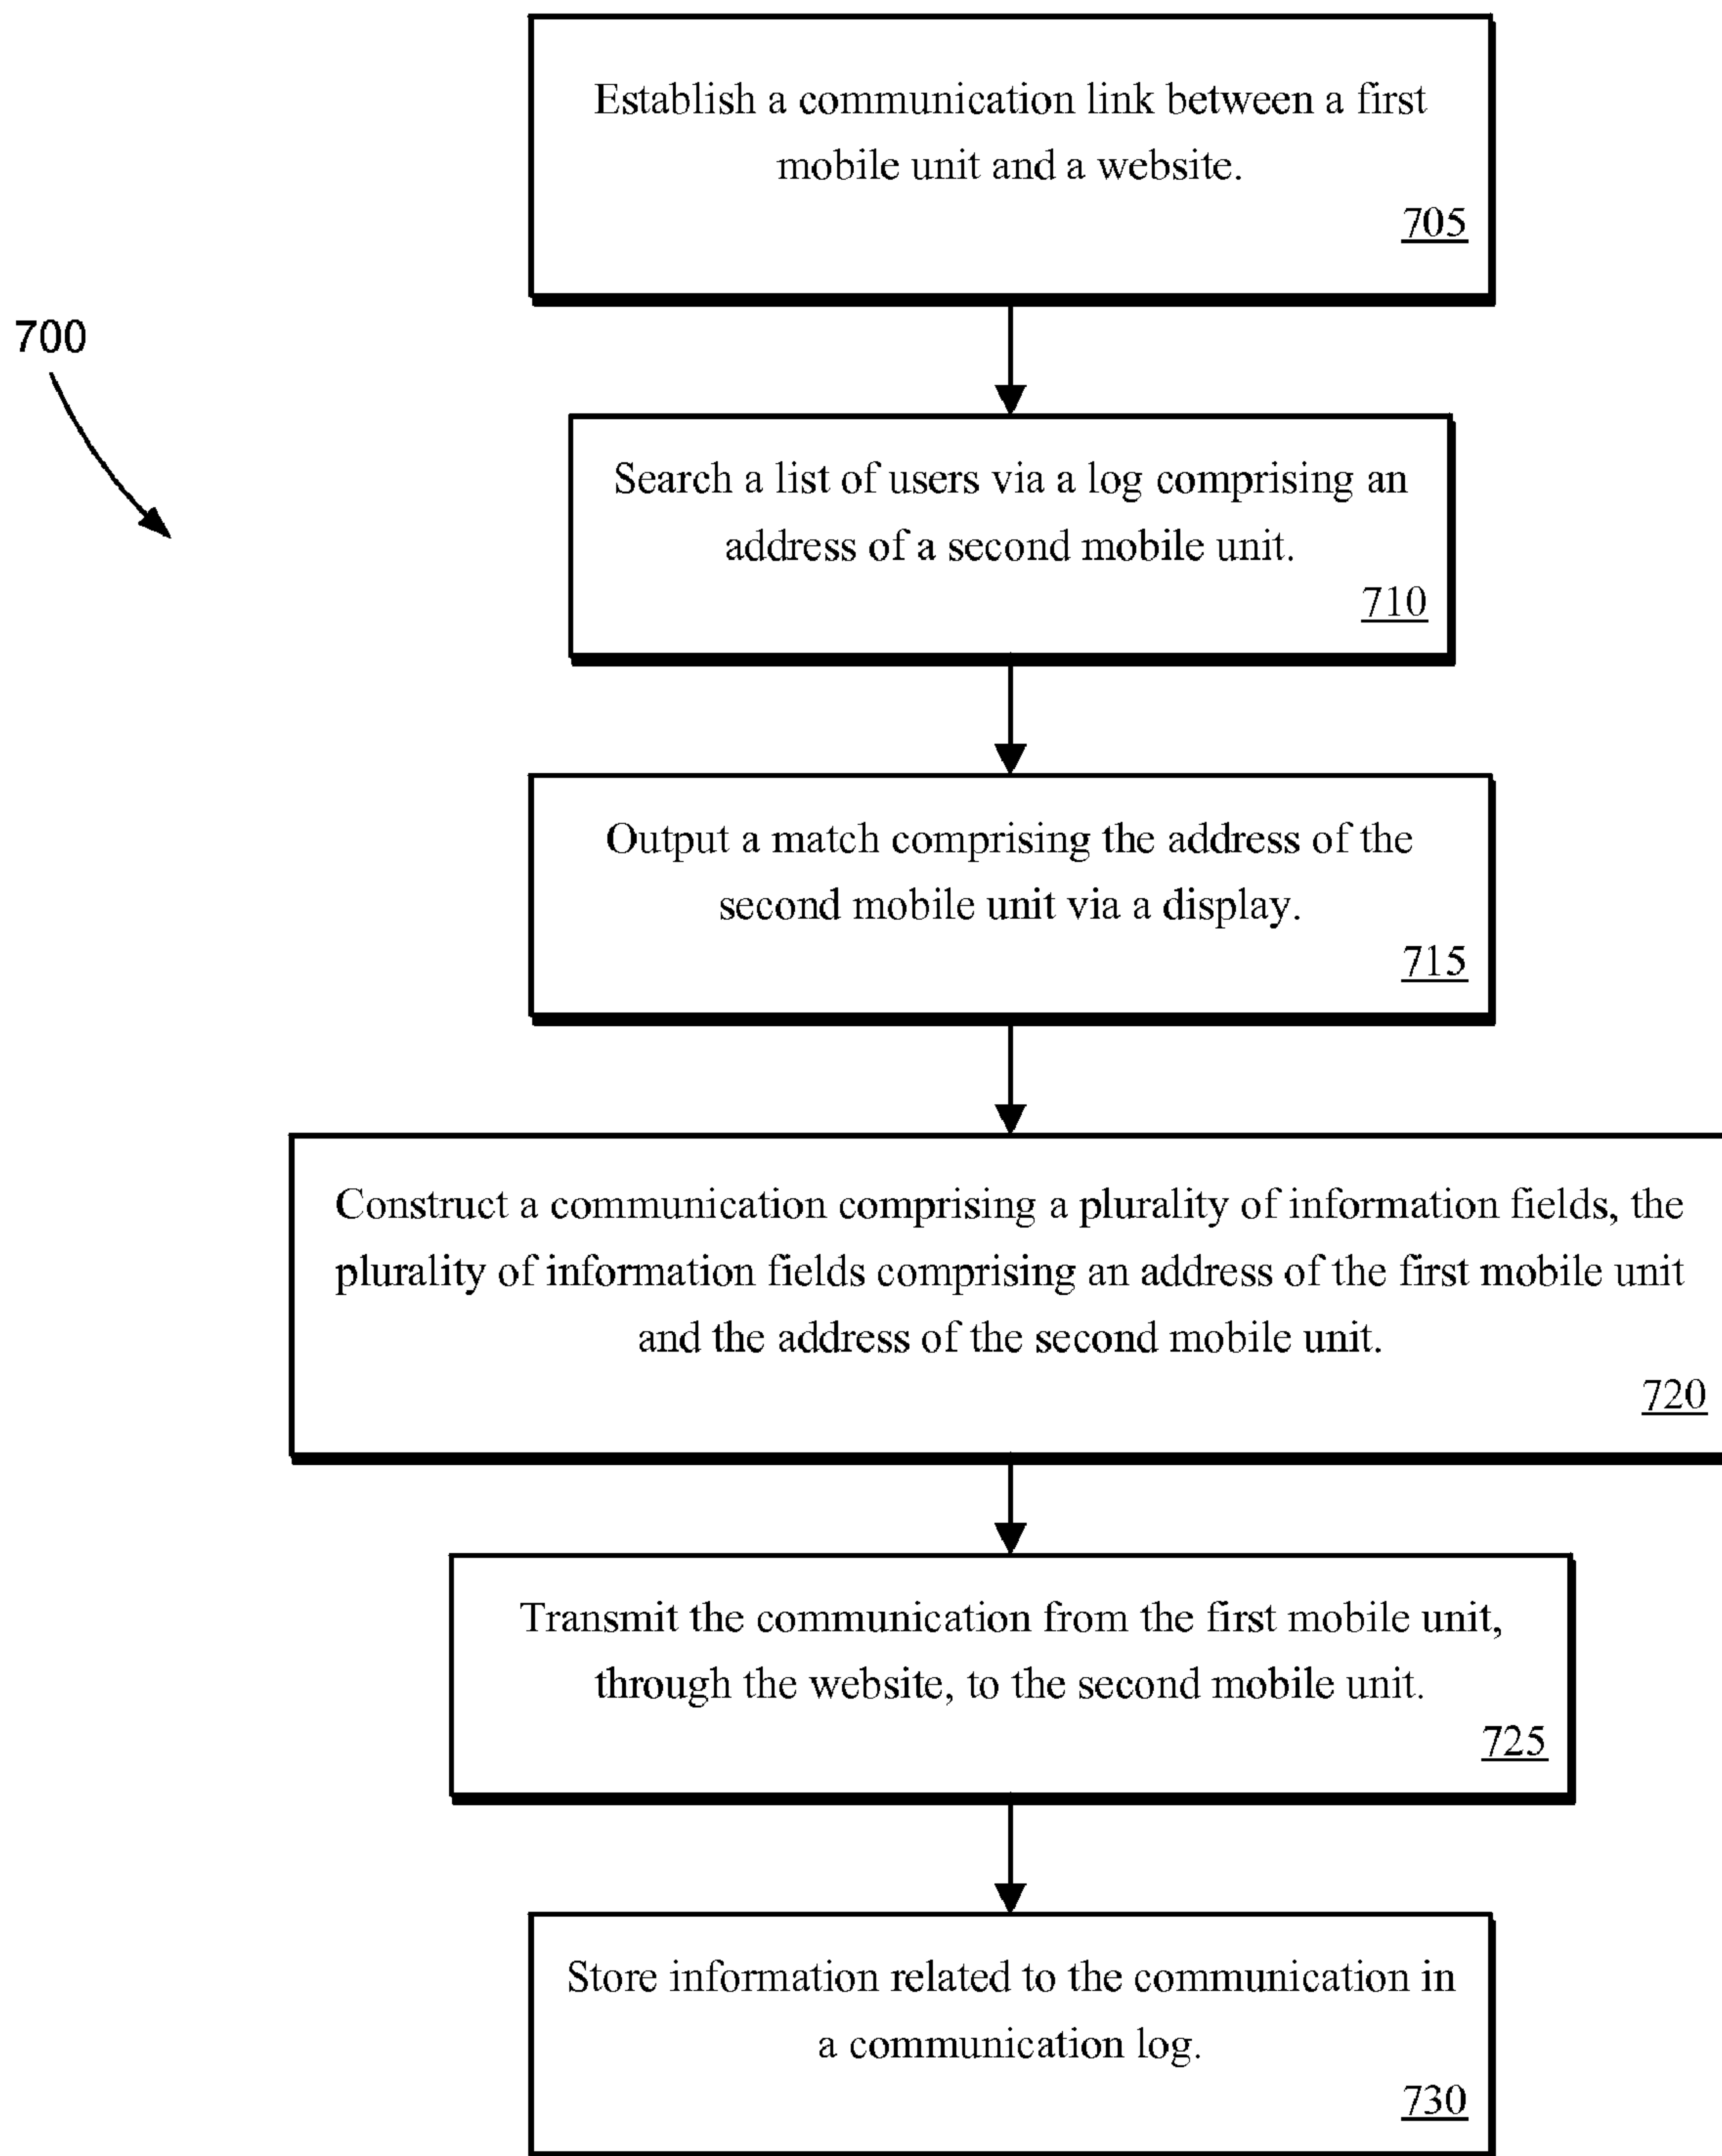 Establish a communication link between a first
mobile unit and a website.
705
700
Search a list of users via a log comprising an
address of a second mobile unit.
710
Output a match comprising the address of the
second mobile unit via a display.
715
Construct a communication comprising a plurality of information fields, the
plurality of information fields comprising an address of the first mobile unit
and the address of the second mobile unit.
720
Transmit the communication from the first mobile unit,
through the website, to the second mobile unit.
725
Store information related to the communication in
a communication log.
730